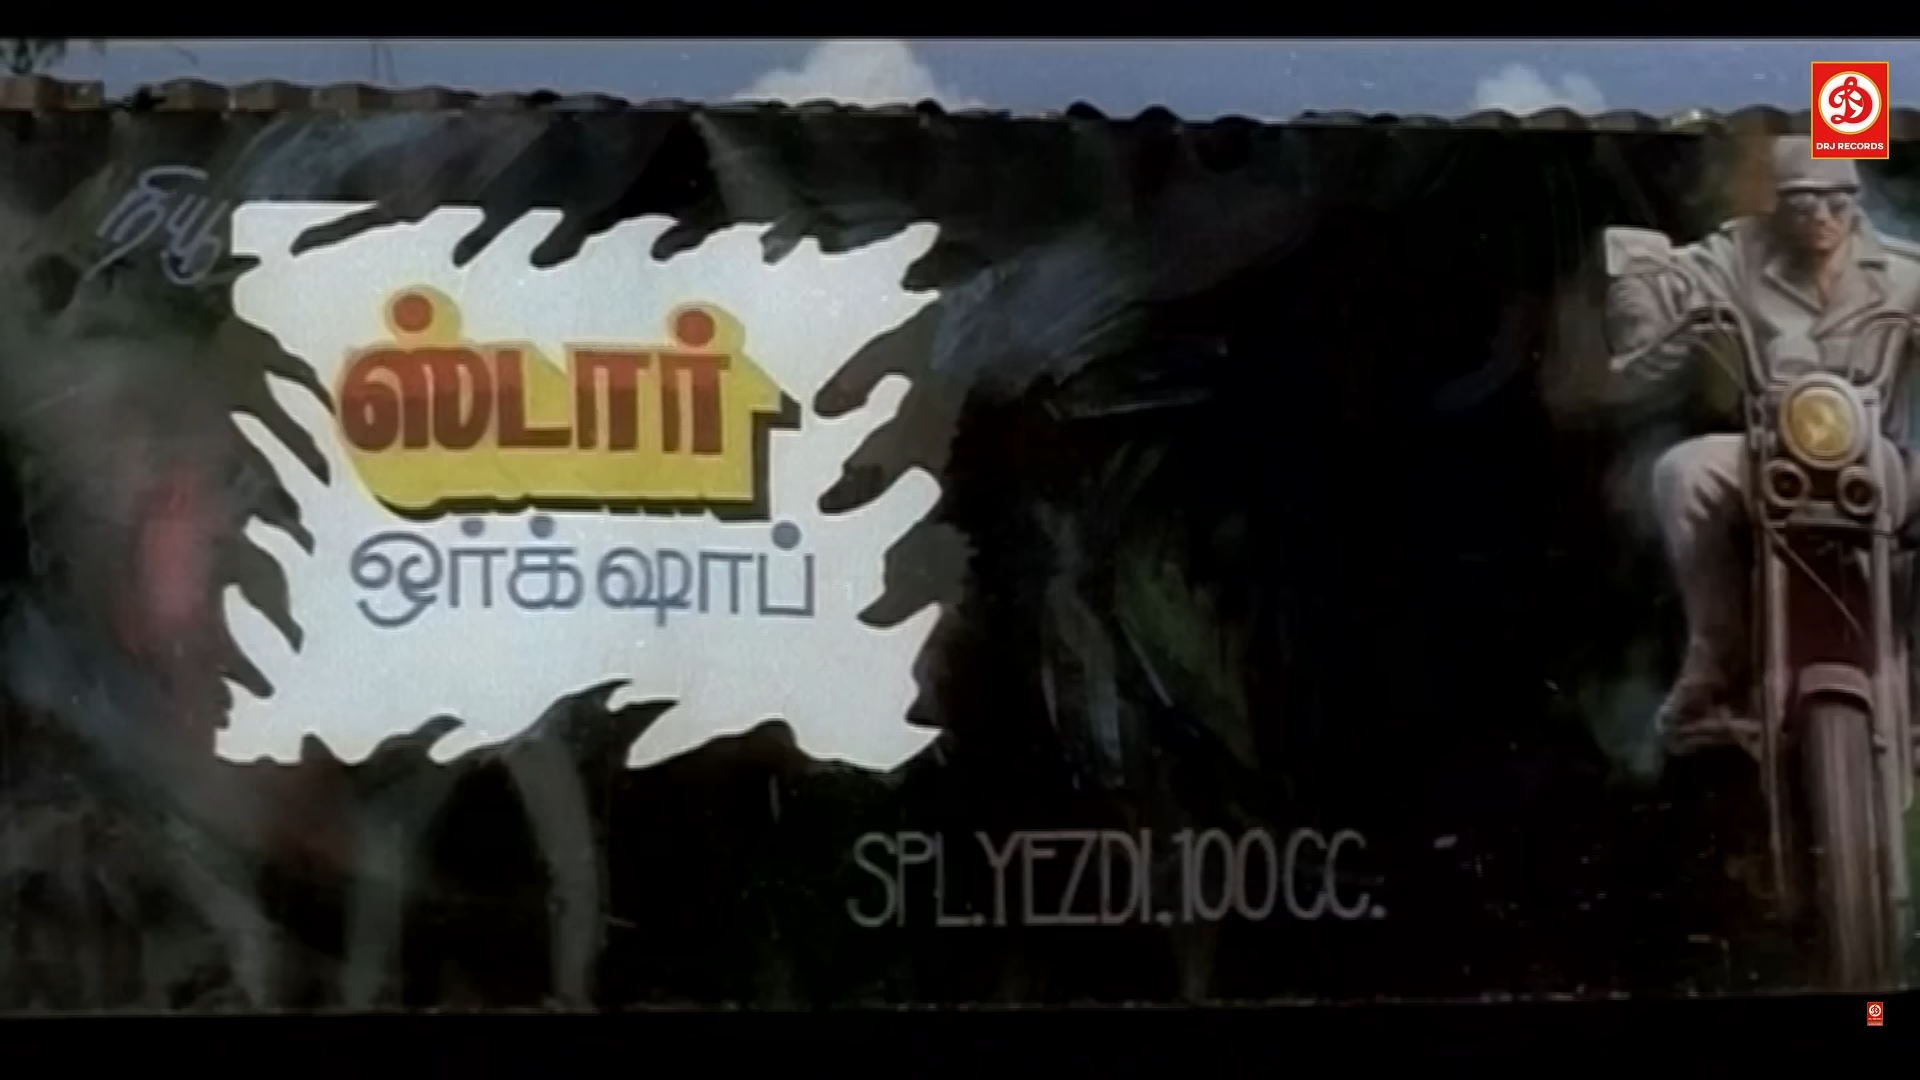 நியூ
ஸ்டார்
ஒர்க் ஷாப்
SPL.YEZDI.100CC.
DRJ RECORDS